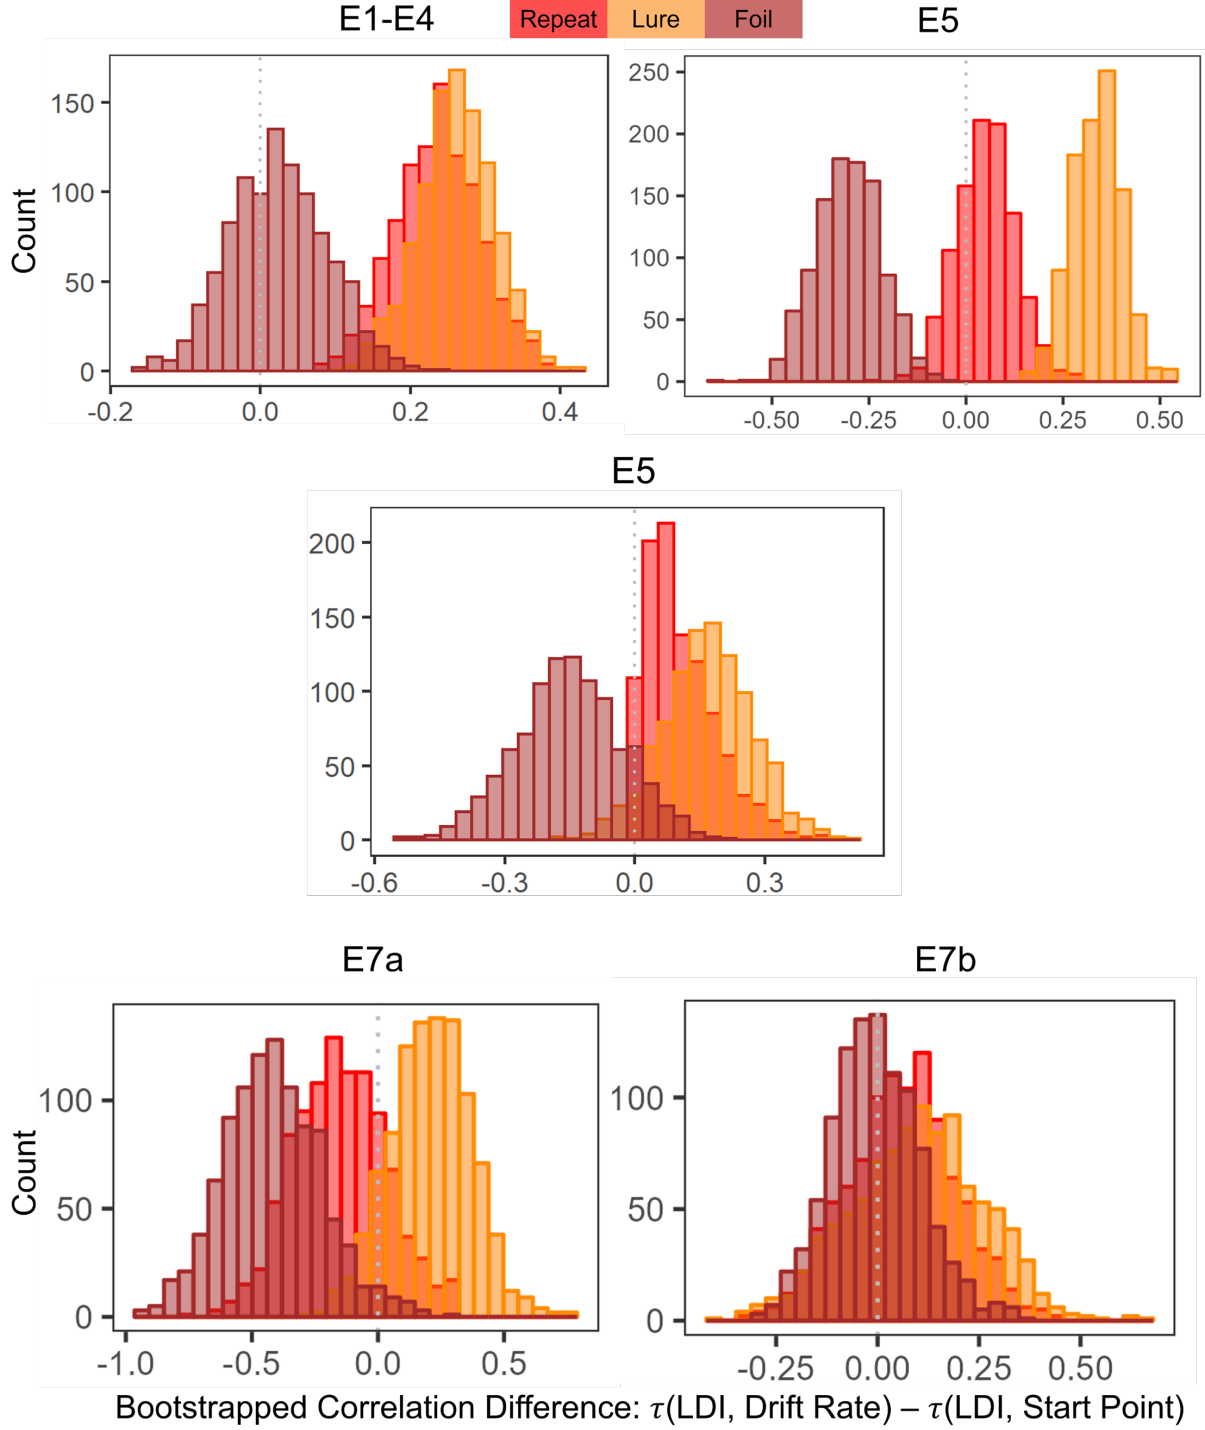 E1-E4
Repeat Lure Foil
E5
Count
150
100
50
0
-0.2 0.0 0.2 0.4
250
200
150
100
50
0
-0.50 -0.25 0.00 0.25 0.50
E5
200
150
100
50
0
-0.6 -0.3 0.0 0.3
E7a
E7b
Count
100
50
0
-1.0 -0.5 0.0 0.5
100
50
0
-0.25 0.00 0.25 0.50
Bootstrapped Correlation Difference: τ(LDI, Drift Rate) – τ(LDI, Start Point)